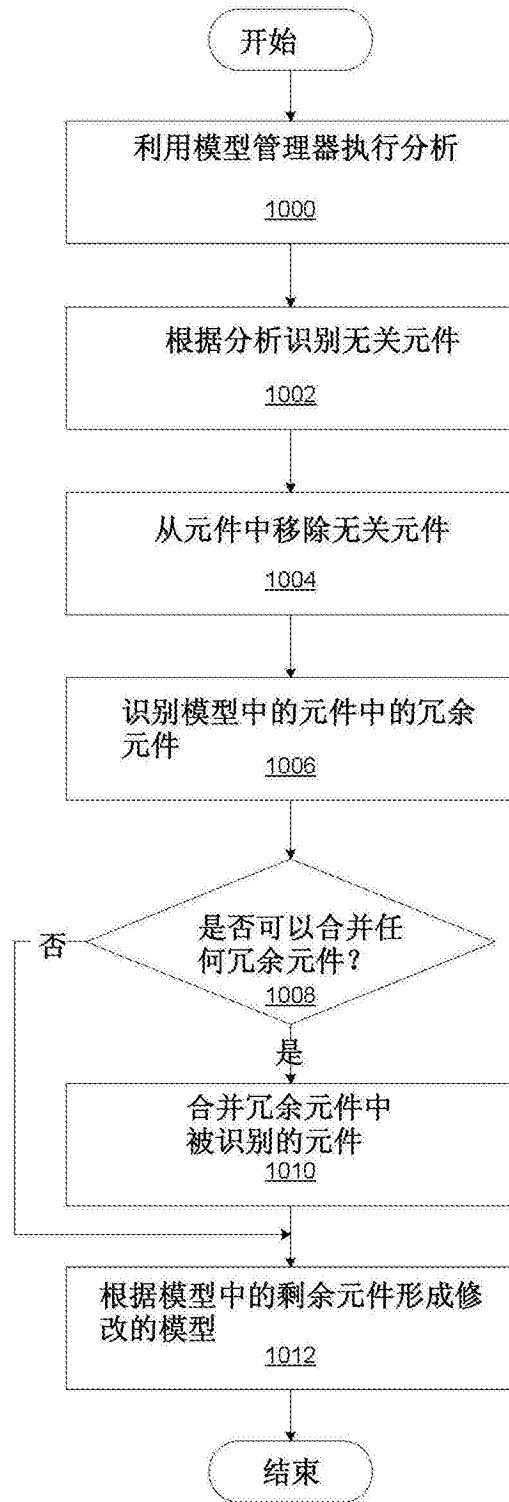 开始
利用模型管理器执行分析
1000
根据分析识别无关元件
1002
从元件中移除无关元件
1004
识别模型中的元件中的冗余
元件
1006
是否可以合并任
何冗余元件？
1008
否
是
合并冗余元件中
被识别的元件
1010
根据模型中的剩余元件形成修
改的模型
1012
结束